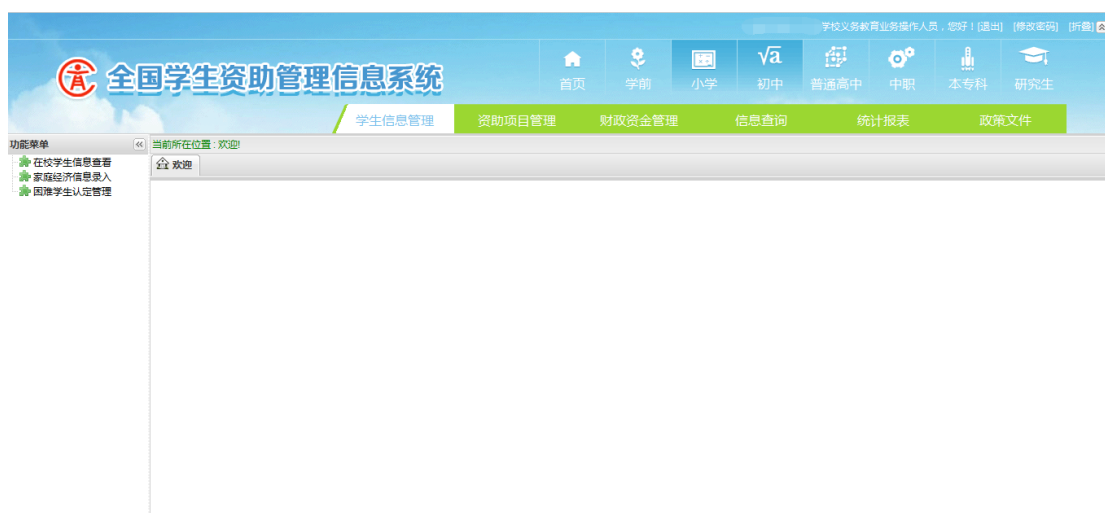 学校义务教育业务操作人员，您好！[退出] [修改密码] [折叠]
全国学生资助管理信息系统
首页 学前 小学 初中 普通高中 中职 本专科 研究生
学生信息管理 资助项目管理 财政资金管理 信息查询 统计报表 政策文件
功能菜单
当前所在位置：欢迎!
在校学生信息查看
欢迎
家庭经济信息录入
困难学生认定管理